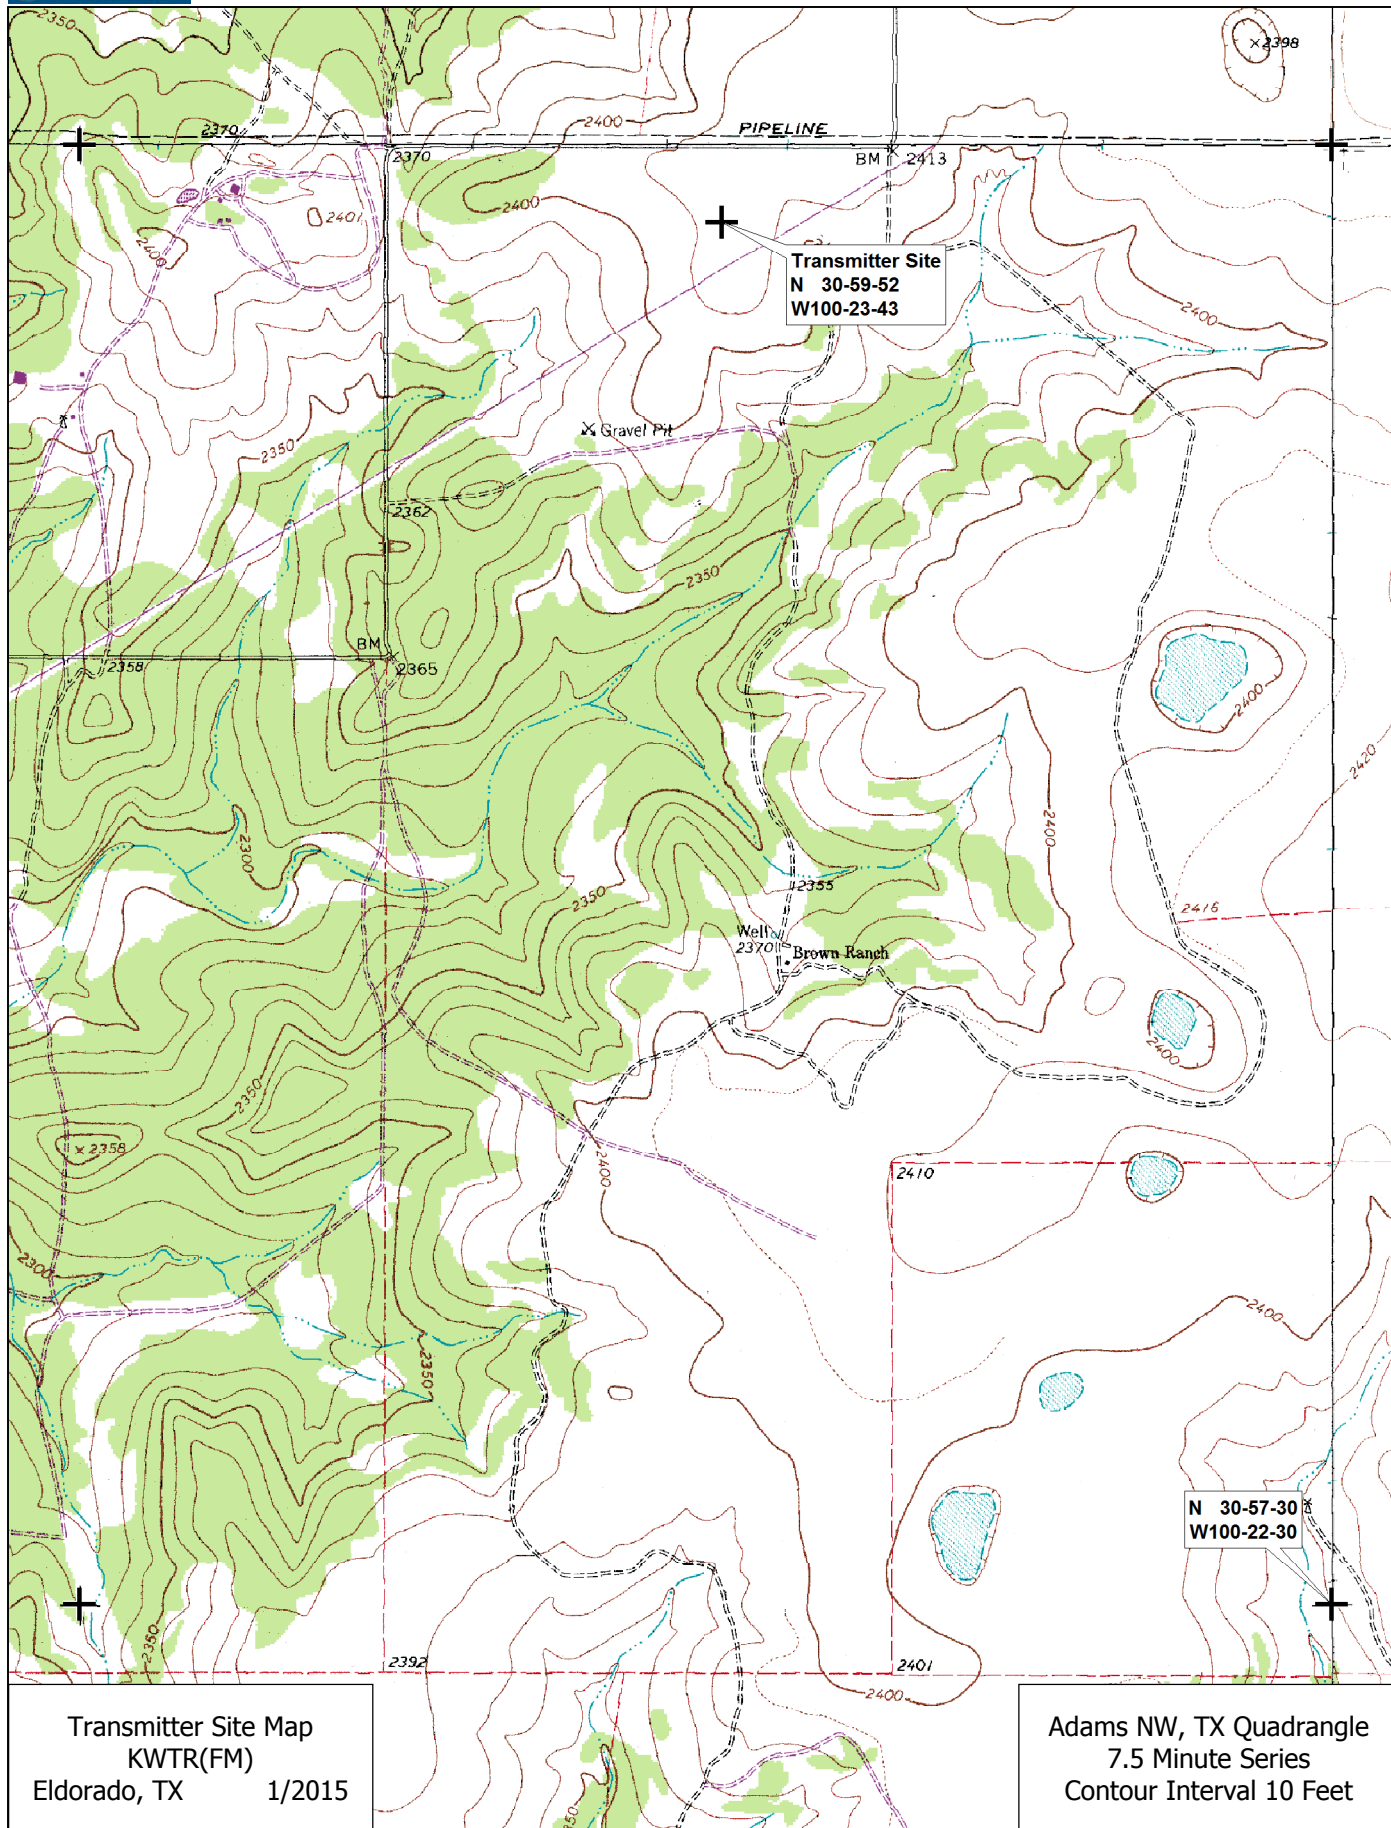 2350
2398
2370
2400
PIPELINE
2370
BM 2413
2400
2401
2400
Transmitter Site
N 30-59-52
W100-23-43
2400
Gravel Pit
2350
2362
2350
BM
2365
2358
2400
2420
2300
2400
2355
2350
2416
Well
2370
Brown Ranch
2400
2350
2358
2400
2410
2300
2400
2350
N 30-57-30
W100-22-30
2350
2392
2401
2400
Transmitter Site Map
KWTR(FM)
Eldorado, TX 1/2015
Adams NW, TX Quadrangle
7.5 Minute Series
Contour Interval 10 Feet